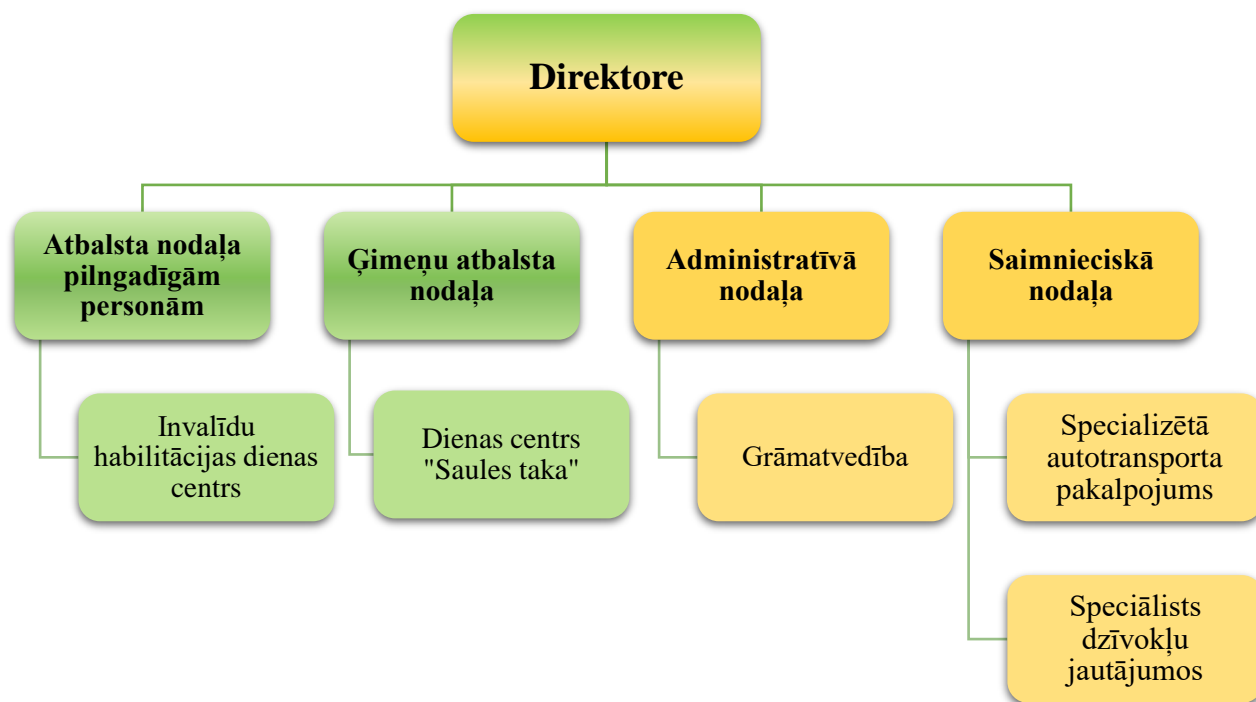 Direktore
Atbalsta nodaļa
pilngadīgām
personām
Ģimeņu atbalsta
nodaļa
Administratīvā
nodaļa
Saimnieciskā
nodaļa
Invalīdu
habilitācijas dienas
centrs
Dienas centrs
"Saules taka"
Grāmatvedība
Specializētā
autotransporta
pakalpojums
Speciālists
dzīvokļu
jautājumos